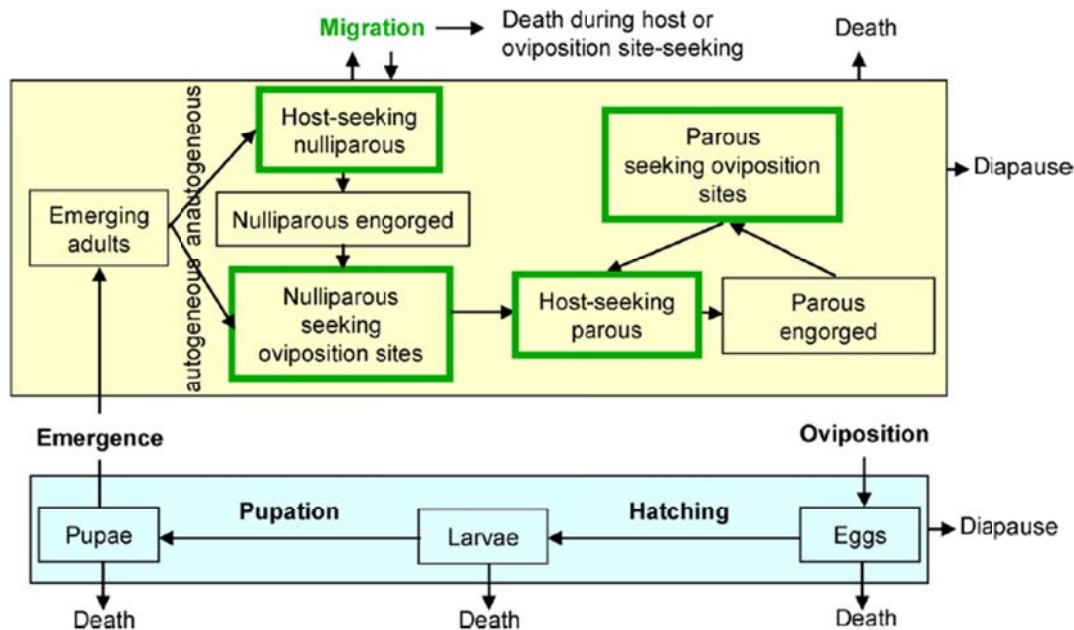 Migration
Death during host or
oviposition site-seeking
Death
anautogeneous
autogeneous
Host-seeking
nulliparous
Parous
seeking oviposition
sites
Diapause
Emerging
adults
Nulliparous engorged
Nulliparous
seeking
oviposition sites
Host-seeking
parous
Parous
engorged
Emergence
Oviposition
Pupation
Hatching
Pupae
Larvae
Eggs
Diapause
Death
Death
Death